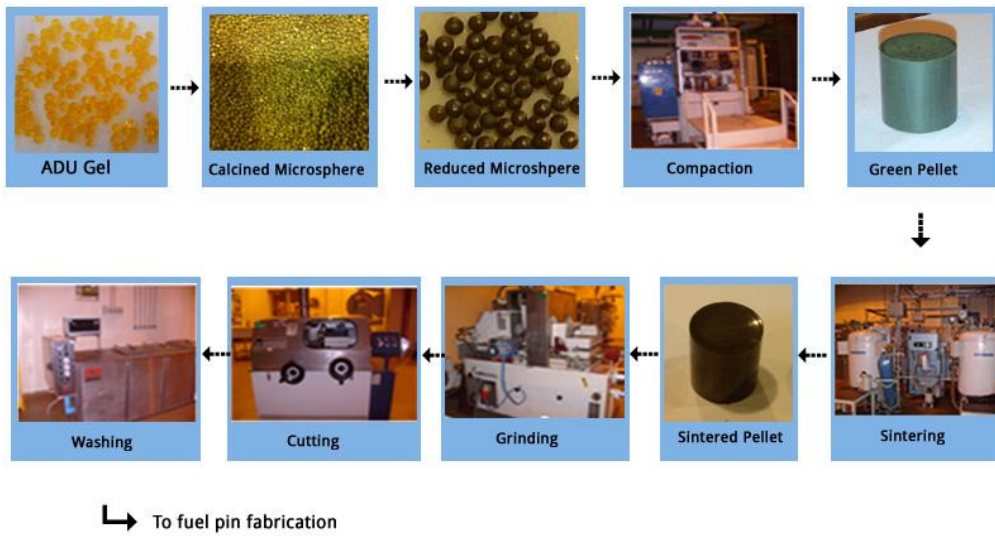 ADU Gel
Calcined Microsphere
Reduced Microshpere
Compaction
Green Pellet
Washing
Cutting
Grinding
Sintered Pellet
Sintering
To fuel pin fabrication